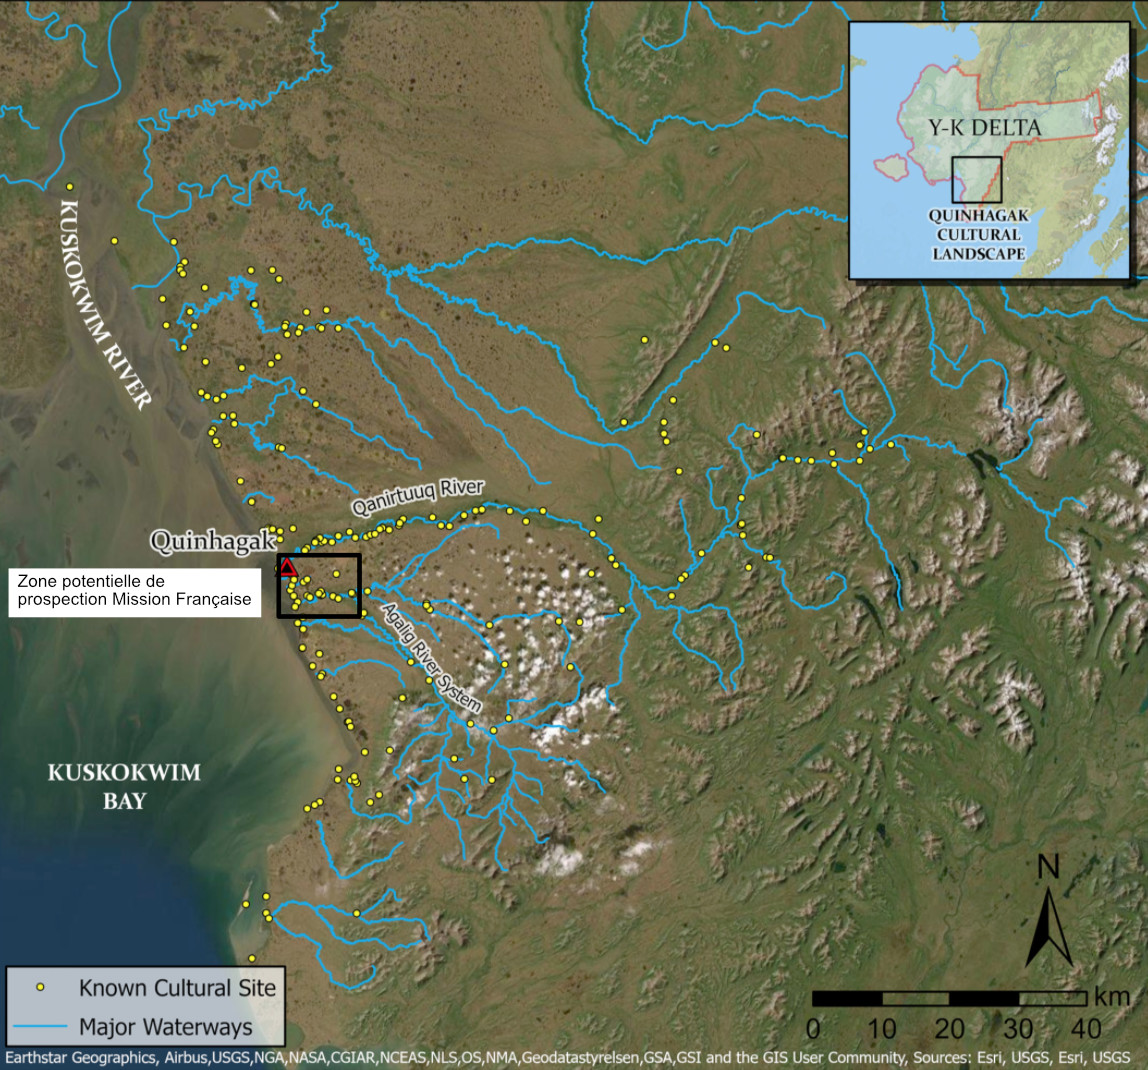 Y-K DELTA
QUINHAGAK
CULTURAL
LANDSCAPE
KUSKOKWIM RIVER
Qanirtuuq River
Quinhagak
Zone potentielle de
prospection Mission Française
Agalig River System
KUSKOKWIM
BAY
N
km
0 10 20 30 40
Known Cultural Site
Major Waterways
Earthstar Geographics, Airbus,USGS,NGA,NASA,CGIAR,NCEAS,NLS,OS,NMA,Geodatastyrelsen,GSA,GSI and the GIS User Community, Sources: Esri, USGS, Esri, USGS